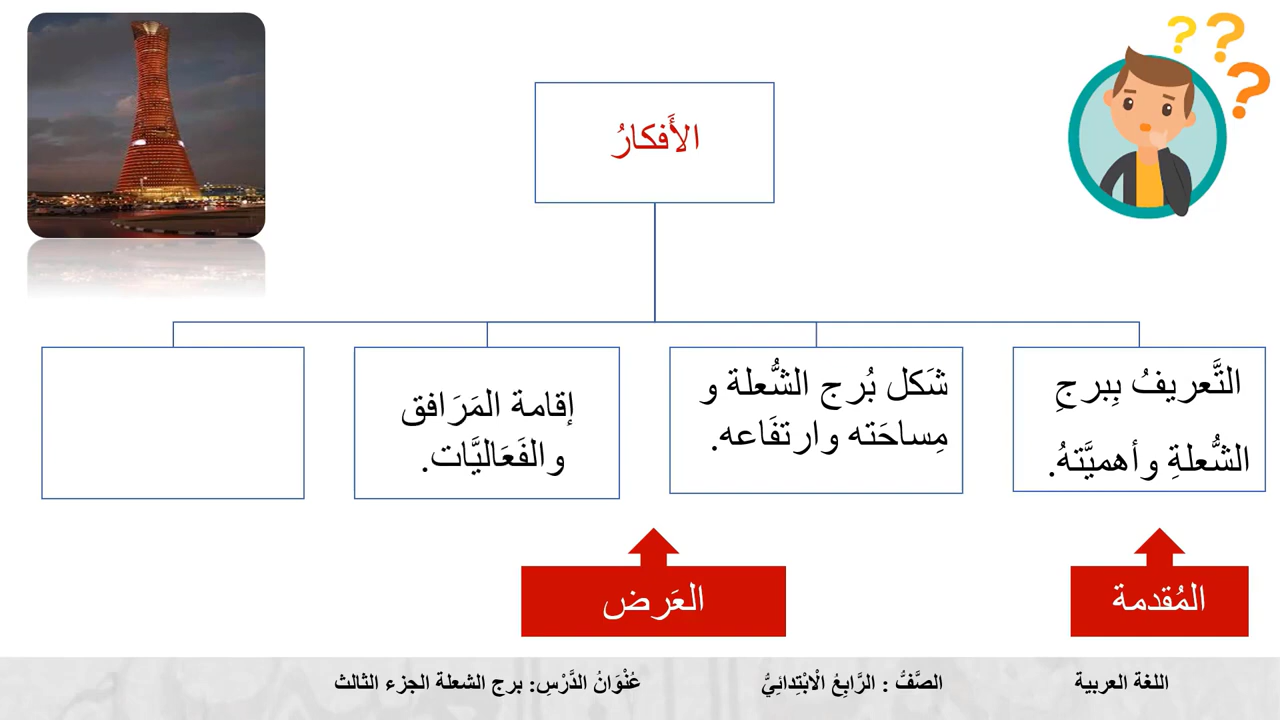 الأَفكارُ
التَّعريفُ بِبرجِ
الشُّعلةِ وأهميَّتهُ.
شَكل بُرج الشُّعلة و
مِساحَته وارتفَاعه.
إقامة المَرَافق
والفَعَاليَّات.
المُقدمة
العَرض
اللغة العربية
الصَّفُّ : الرَّابِعُ الْابْتِدائِيُّ
عُنْوَانُ الدَّرْسِ: برج الشعلة الجزء الثالث